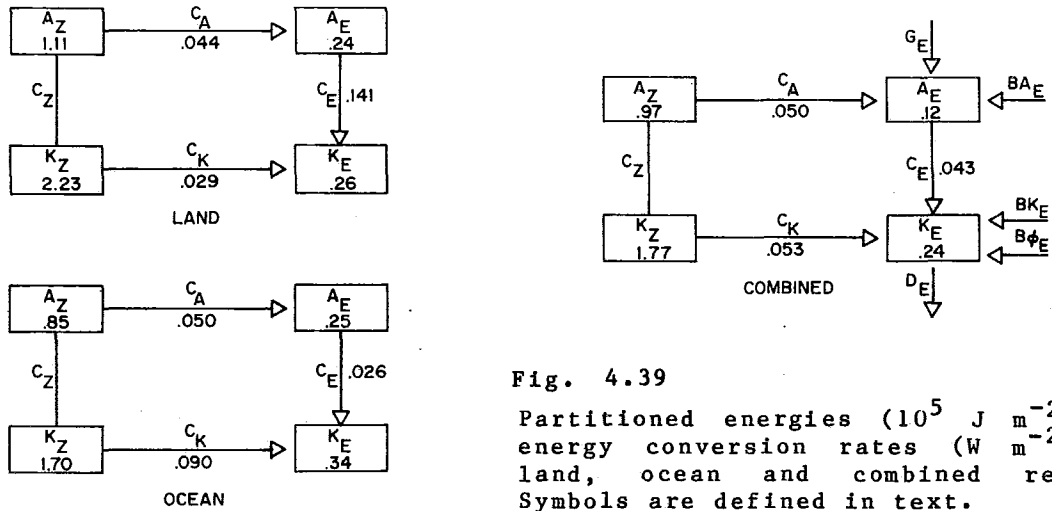 A_Z C_A A_E
1.11 .044 .24
C_Z C_E .141
K_Z C_K K_E
2.23 .029 .26
LAND
A_Z C_A A_E
.85 .050 .25
C_Z C_E .026
K_Z C_K K_E
1.70 .090 .34
OCEAN
G_E
A_Z C_A A_E BA_E
.97 .050 .12
C_Z C_E .043
K_Z C_K K_E BK_E
1.77 .053 .24 Bϕ_E
COMBINED D_E
Fig. 4.39
Partitioned energies (10^5 J m^-2
energy conversion rates (W m^-2
land, ocean and combined re
Symbols are defined in text.